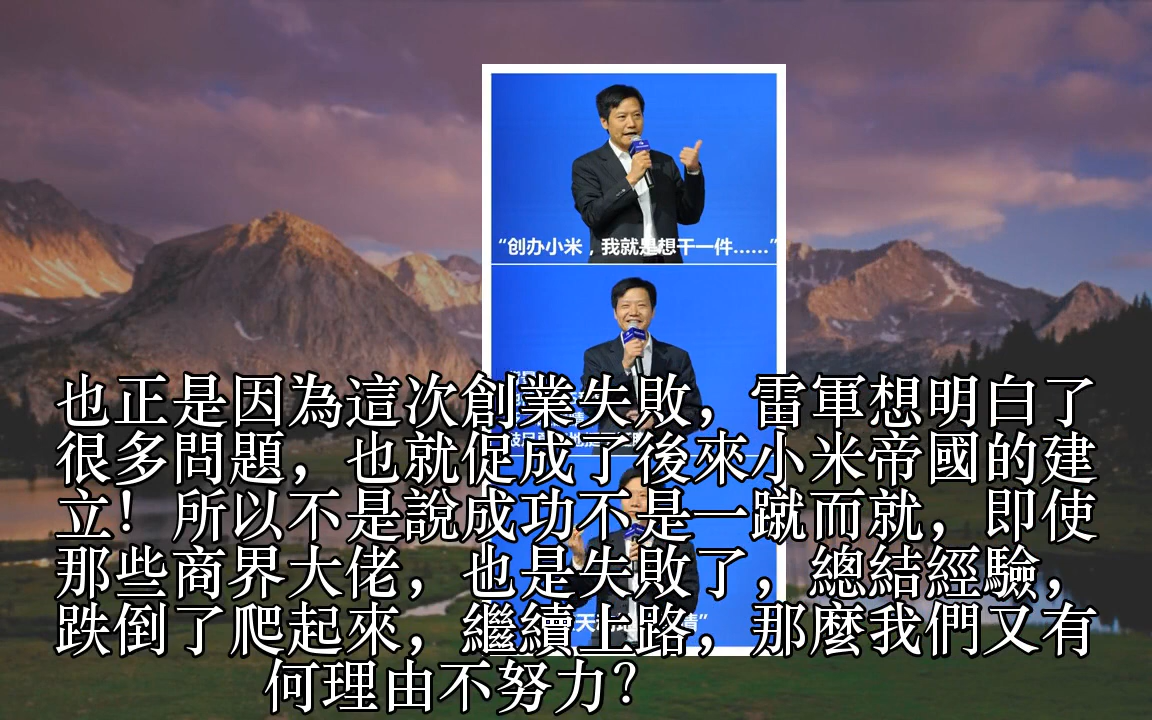 “创办小米，我就是想干一件……”
也正是因為這次創業失敗，雷軍想明白了
很多問題，也就促成了後來小米帝國的建
立！所以不是說成功不是一蹴而就，即使
那些商界大佬，也是失敗了，總結經驗，
跌倒了爬起來，繼續上路，那麼我們又有
何理由不努力？